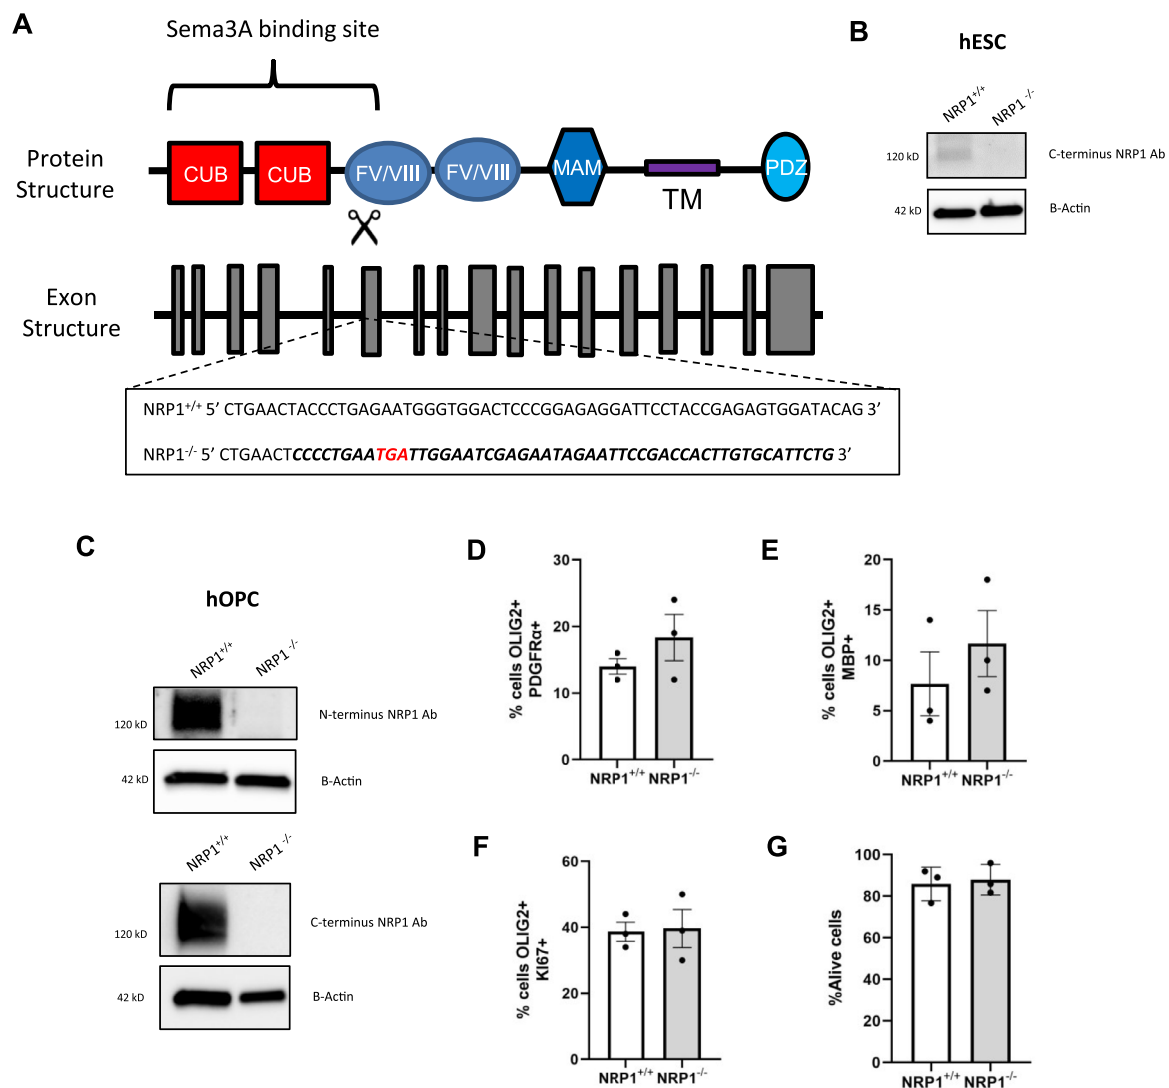 A
Sema3A binding site
Protein
Structure
CUB
CUB
FV/VIII
FV/VIII
MAM
TM
PDZ
Exon
Structure
NRP1+/+ 5’ CTGAACTACCCTGAGAATGGGTGGACTCCCGGAGAGGATTCCTACCGAGAGTGGATACAG 3’
NRP1-/- 5’ CTGAACTCCCCTGAATGATTGGAATCGAGAATAGAATTCCGACCACTTGTGCATTCTG 3’
B
hESC
NRP1+/+
NRP1 -/-
120 kD
C-terminus NRP1 Ab
42 kD
B-Actin
C
hOPC
NRP1+/+
NRP1 -/-
120 kD
N-terminus NRP1 Ab
42 kD
B-Actin
NRP1+/+
NRP1 -/-
120 kD
C-terminus NRP1 Ab
42 kD
B-Actin
D
% cells OLIG2+
PDGFRα+
30
20
10
0
NRP1+/+ NRP1-/-
E
% cells OLIG2+
MBP+
20
15
10
5
0
NRP1+/+ NRP1-/-
F
% cells OLIG2+
KI67+
60
40
20
0
NRP1+/+ NRP1-/-
G
%Alive cells
100
80
60
40
20
0
NRP1+/+ NRP1-/-